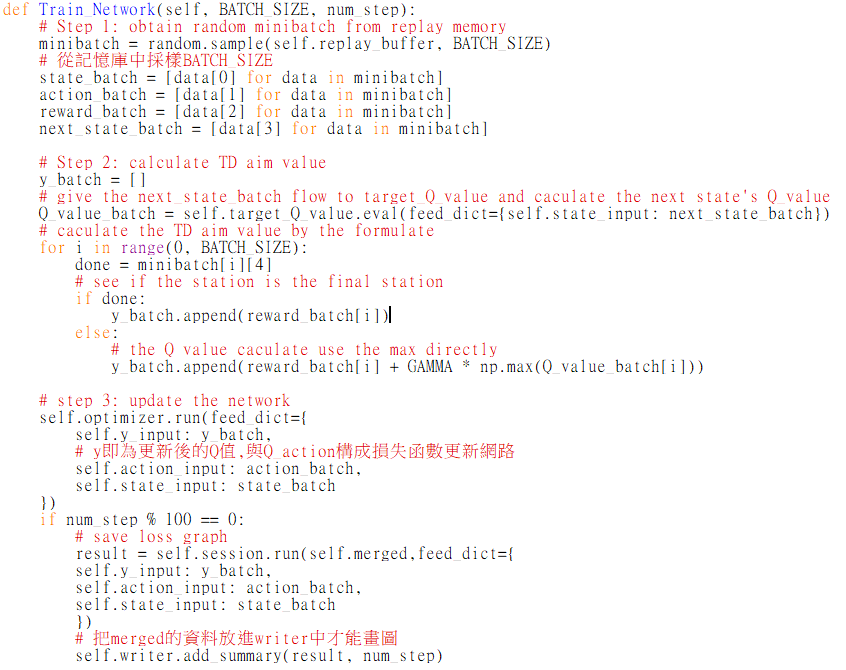 def Train_Network(self, BATCH_SIZE, num_step):
    # Step 1: obtain random minibatch from replay memory
    minibatch = random.sample(self.replay_buffer, BATCH_SIZE)
    # 從記憶庫中採樣BATCH_SIZE
    state_batch = [data[0] for data in minibatch]
    action_batch = [data[1] for data in minibatch]
    reward_batch = [data[2] for data in minibatch]
    next_state_batch = [data[3] for data in minibatch]

    # Step 2: calculate TD aim value
    y_batch = []
    # give the next_state_batch flow to target_Q_value and caculate the next state's Q_value
    Q_value_batch = self.target_Q_value.eval(feed_dict={self.state_input: next_state_batch})
    # caculate the TD aim value by the formulate
    for i in range(0, BATCH_SIZE):
        done = minibatch[i][4]
        # see if the station is the final station
        if done:
            y_batch.append(reward_batch[i])
        else:
            # the Q value caculate use the max directly
            y_batch.append(reward_batch[i] + GAMMA * np.max(Q_value_batch[i]))

    # step 3: update the network
    self.optimizer.run(feed_dict={
        self.y_input: y_batch,
        # y即為更新後的Q值,與Q_action構成損失函數更新網路
        self.action_input: action_batch,
        self.state_input: state_batch
    })
    if num_step % 100 == 0:
        # save loss graph
        result = self.session.run(self.merged,feed_dict={
        self.y_input: y_batch,
        self.action_input: action_batch,
        self.state_input: state_batch
        })
        # 把merged的資料放進writer中才能畫圖
        self.writer.add_summary(result, num_step)